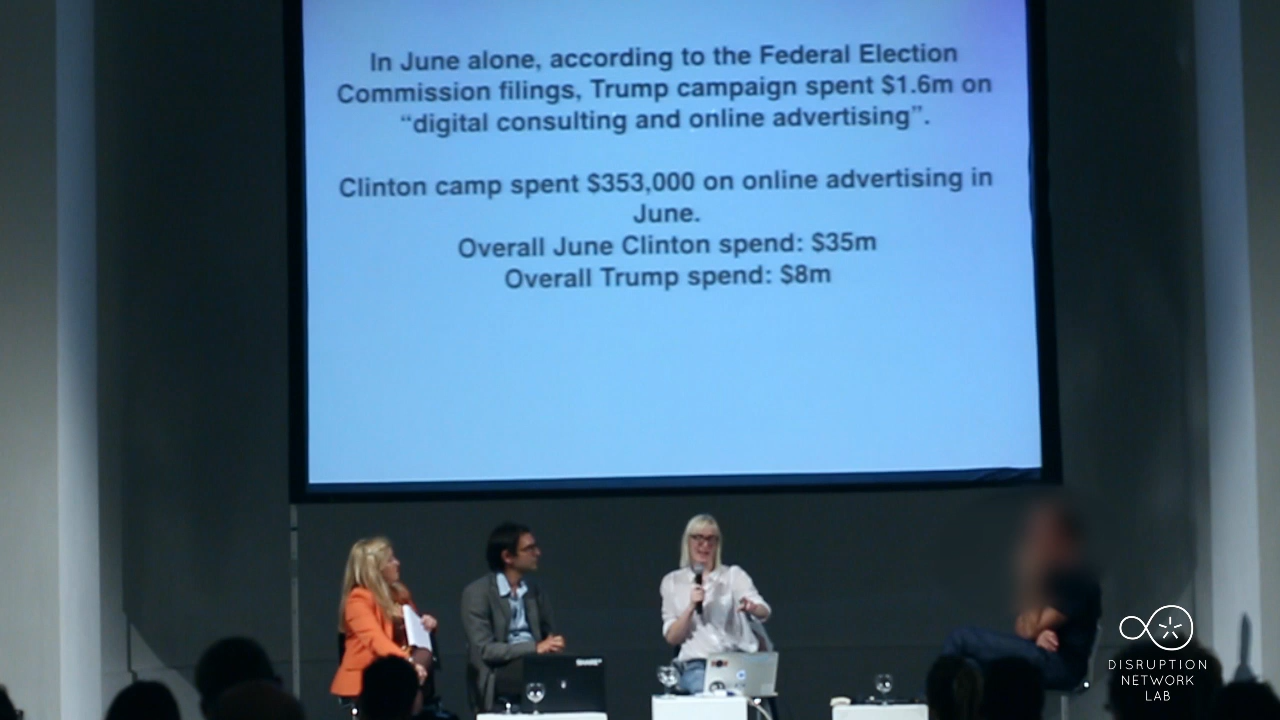 In June alone, according to the Federal Election
Commission filings, Trump campaign spent $1.6m on
“digital consulting and online advertising”.
Clinton camp spent $353,000 on online advertising in
June.
Overall June Clinton spend: $35m
Overall Trump spend: $8m
DISRUPTION
NETWORK
LAB